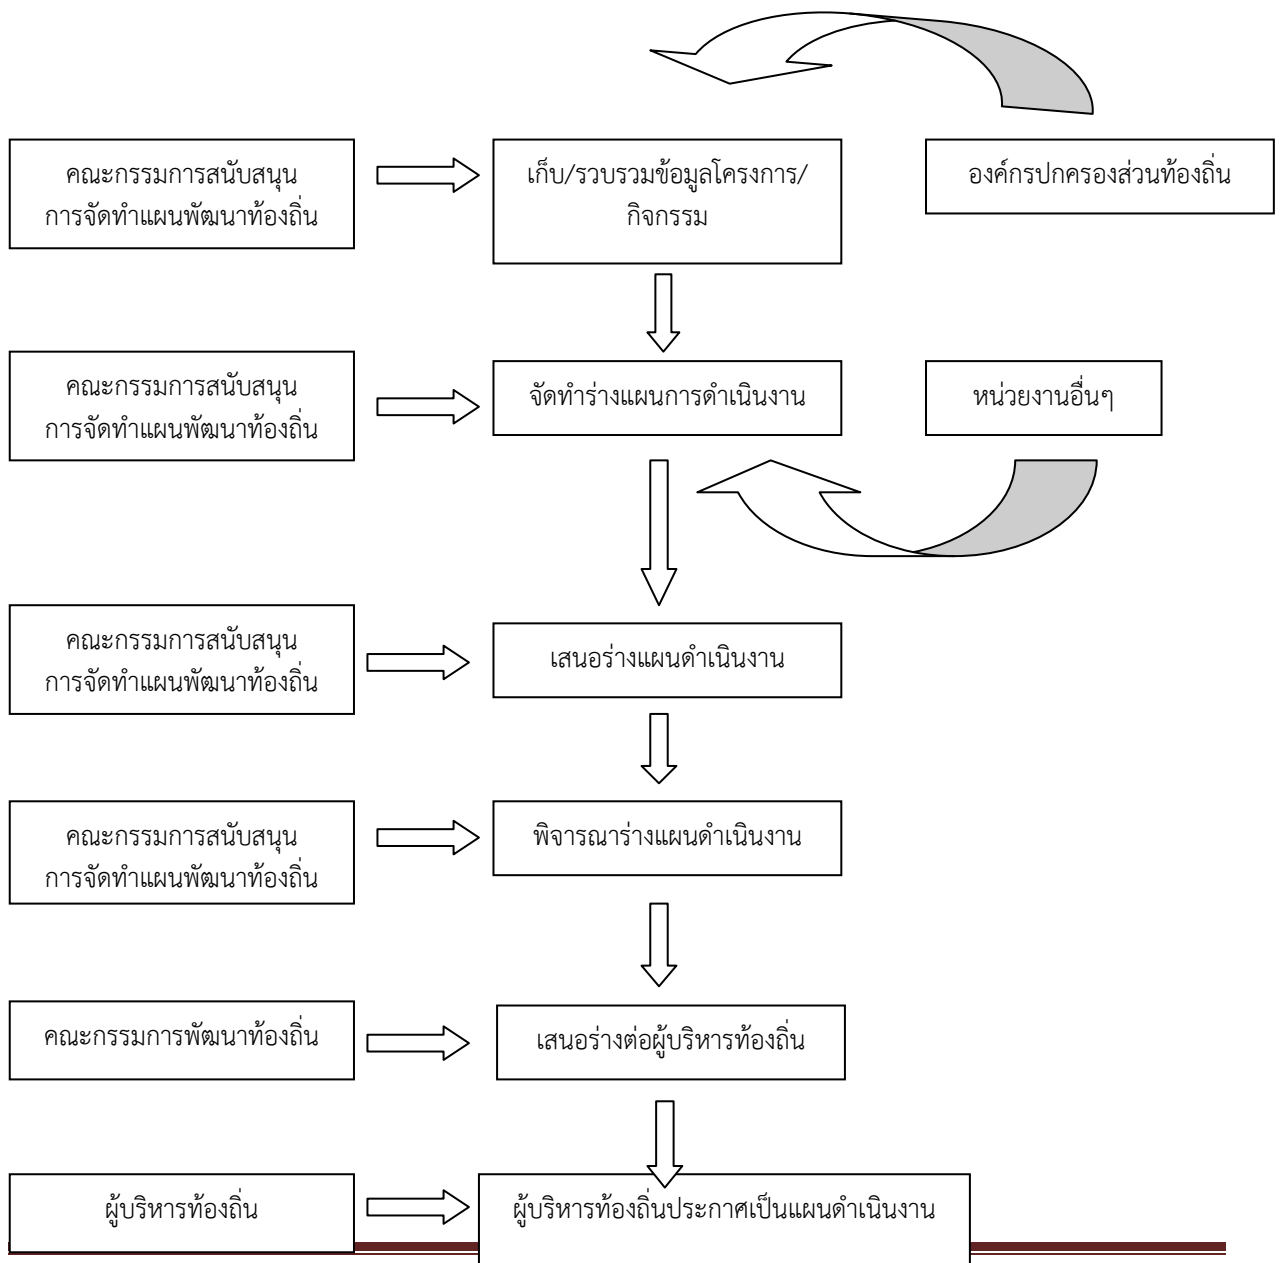 คณะกรรมการสนับสนุน
การจัดทำแผนพัฒนาท้องถิ่น
เก็บ/รวบรวมข้อมูลโครงการ/
กิจกรรม
องค์กรปกครองส่วนท้องถิ่น
คณะกรรมการสนับสนุน
การจัดทำแผนพัฒนาท้องถิ่น
จัดทำร่างแผนการดำเนินงาน
หน่วยงานอื่นๆ
คณะกรรมการสนับสนุน
การจัดทำแผนพัฒนาท้องถิ่น
เสนอร่างแผนดำเนินงาน
คณะกรรมการสนับสนุน
การจัดทำแผนพัฒนาท้องถิ่น
พิจารณาร่างแผนดำเนินงาน
คณะกรรมการพัฒนาท้องถิ่น
เสนอร่างต่อผู้บริหารท้องถิ่น
ผู้บริหารท้องถิ่น
ผู้บริหารท้องถิ่นประกาศเป็นแผนดำเนินงาน